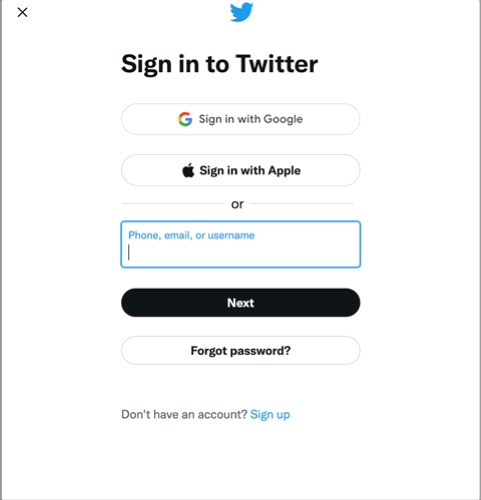 Sign in to Twitter
Sign in with Google
Sign in with Apple
or
Phone, email, or username
Next
Forgot password?
Don't have an account? Sign up